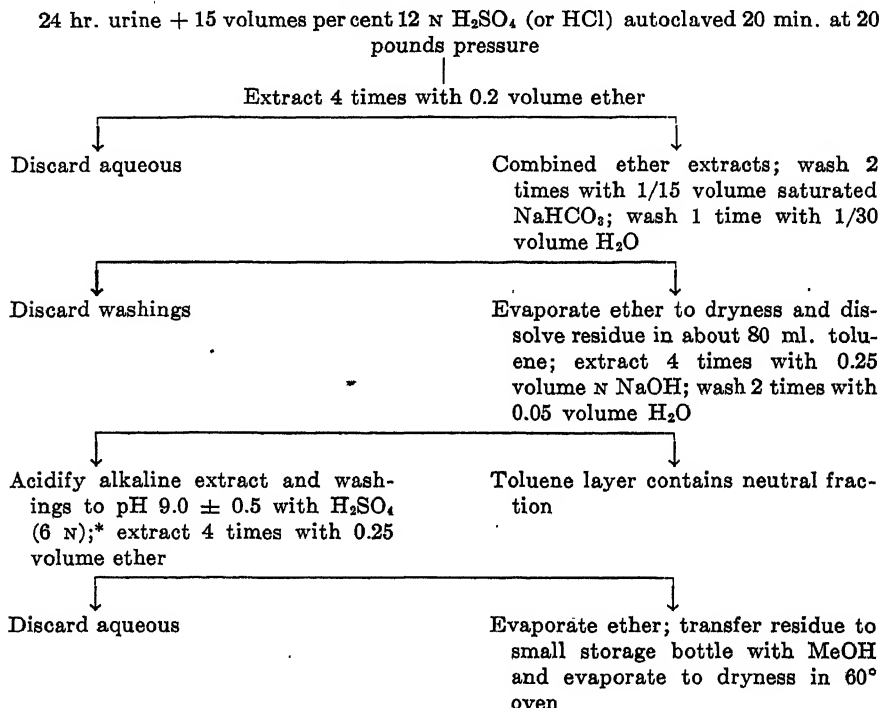 24 hr. urine + 15 volumes per cent 12 N H₂SO₄ (or HCl) autoclaved 20 min. at 20
pounds pressure
Extract 4 times with 0.2 volume ether
Discard aqueous
Combined ether extracts; wash 2
times with 1/15 volume saturated
NaHCO₃; wash 1 time with 1/30
volume H₂O
Discard washings
Evaporate ether to dryness and dis-
solve residue in about 80 ml. tolu-
ene; extract 4 times with 0.25
volume N NaOH; wash 2 times with
0.05 volume H₂O
Acidify alkaline extract and wash-
ings to pH 9.0 ± 0.5 with H₂SO₄
(6 N);* extract 4 times with 0.25
volume ether
Toluene layer contains neutral frac-
tion
Discard aqueous
Evaporate ether; transfer residue to
small storage bottle with MeOH
and evaporate to dryness in 60°
oven